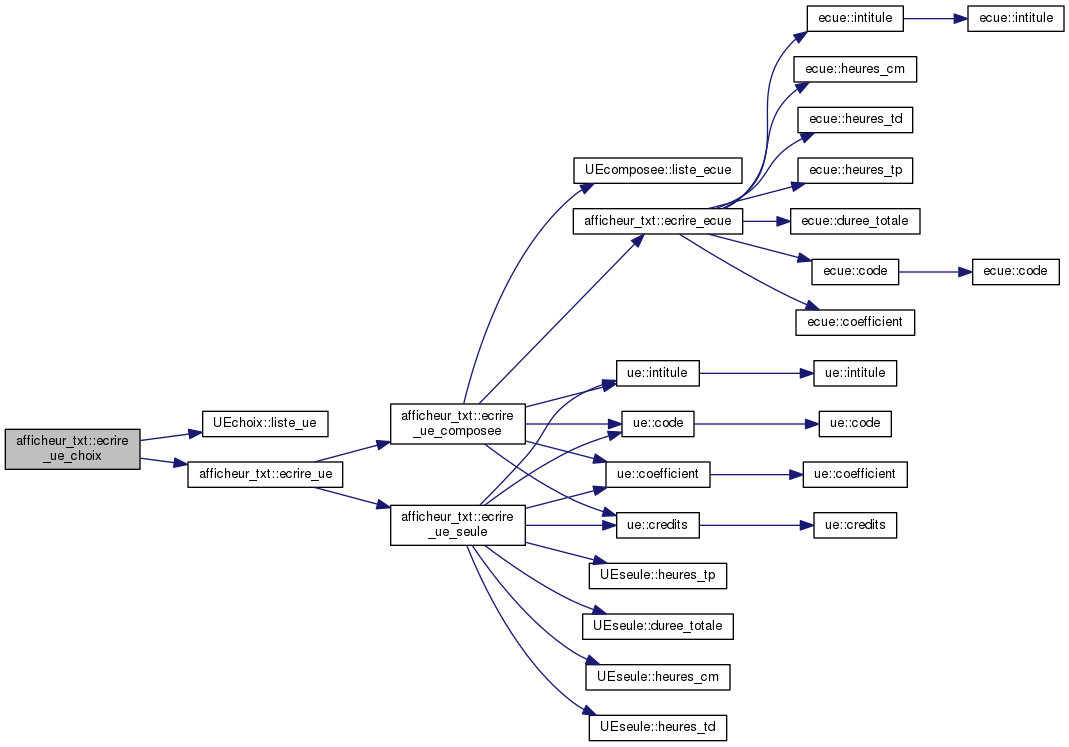 afficheur_txt::ecrire
_ue_choix
UEchoix::liste_ue
afficheur_txt::ecrire_ue
afficheur_txt::ecrire
_ue_composee
afficheur_txt::ecrire
_ue_seule
UEcomposee::liste_ecue
afficheur_txt::ecrire_ecue
ecue::intitule
ecue::intitule
ecue::heures_cm
ecue::heures_td
ecue::heures_tp
ecue::duree_totale
ecue::code
ecue::code
ecue::coefficient
ue::intitule
ue::intitule
ue::code
ue::code
ue::coefficient
ue::coefficient
ue::credits
ue::credits
UEseule::heures_tp
UEseule::duree_totale
UEseule::heures_cm
UEseule::heures_td